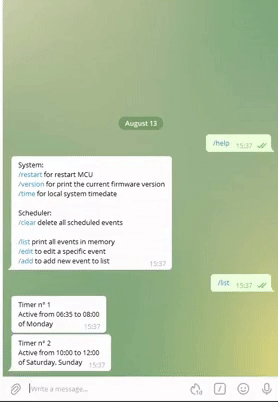 August 13
/help
15:37
System:
/restart for restart MCU
/version for print the current firmware version
/time for local system timedate
Scheduler:
/clear delete all scheduled events
/list print all events in memory
/edit to edit a specific event
/add to add new event to list
15:37
/list
15:37
Timer n° 1
Active from 06:35 to 08:00
of Monday
15:37
Timer n° 2
Active from 10:00 to 12:00
of Saturday, Sunday
15:37
Write a message...
1d